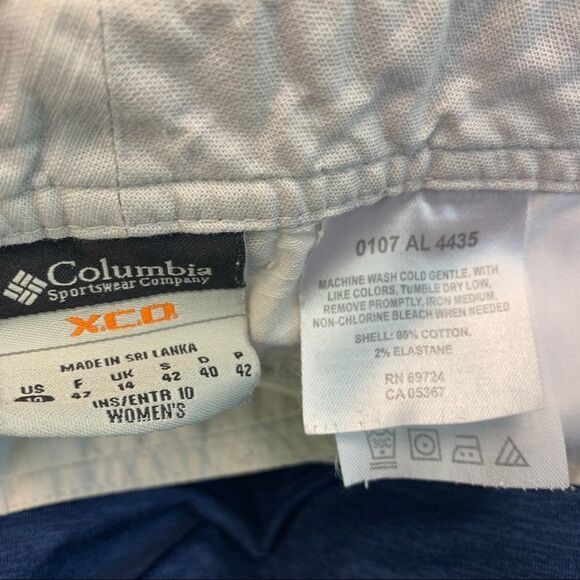 Columbia
Sportswear Company
X.C.O.
MADE IN SRI LANKA
US F UK S D P
10 42 14 42 40 42
INS/ENTR 10
WOMEN'S
0107 AL 4435
MACHINE WASH COLD GENTLE, WITH
LIKE COLORS, TUMBLE DRY LOW,
REMOVE PROMPTLY, IRON MEDIUM,
NON-CHLORINE BLEACH WHEN NEEDED
SHELL: 98% COTTON,
2% ELASTANE
RN 69724
CA 05367
30C